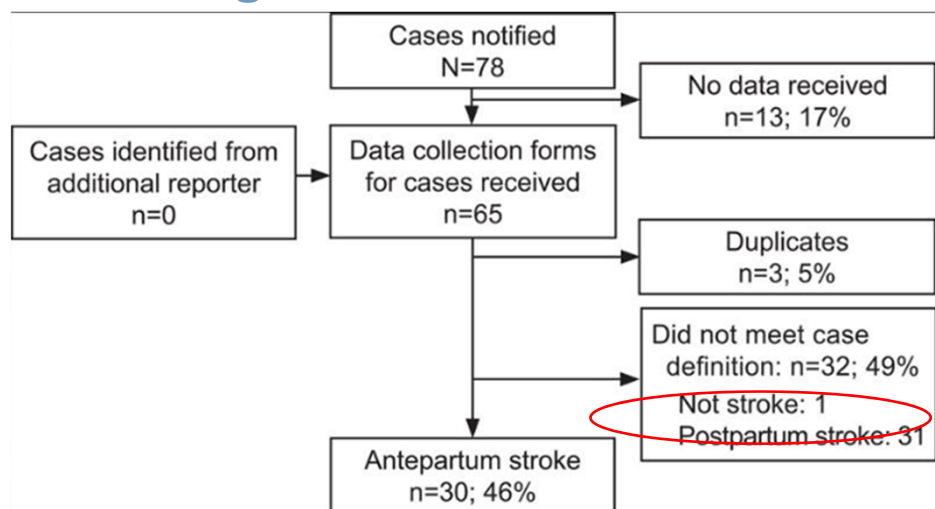 Cases notified
N=78
No data received
n=13; 17%
Cases identified from
additional reporter
n=0
Data collection forms
for cases received
n=65
Duplicates
n=3; 5%
Did not meet case
definition: n=32; 49%
Not stroke: 1
Postpartum stroke: 31
Antepartum stroke
n=30; 46%